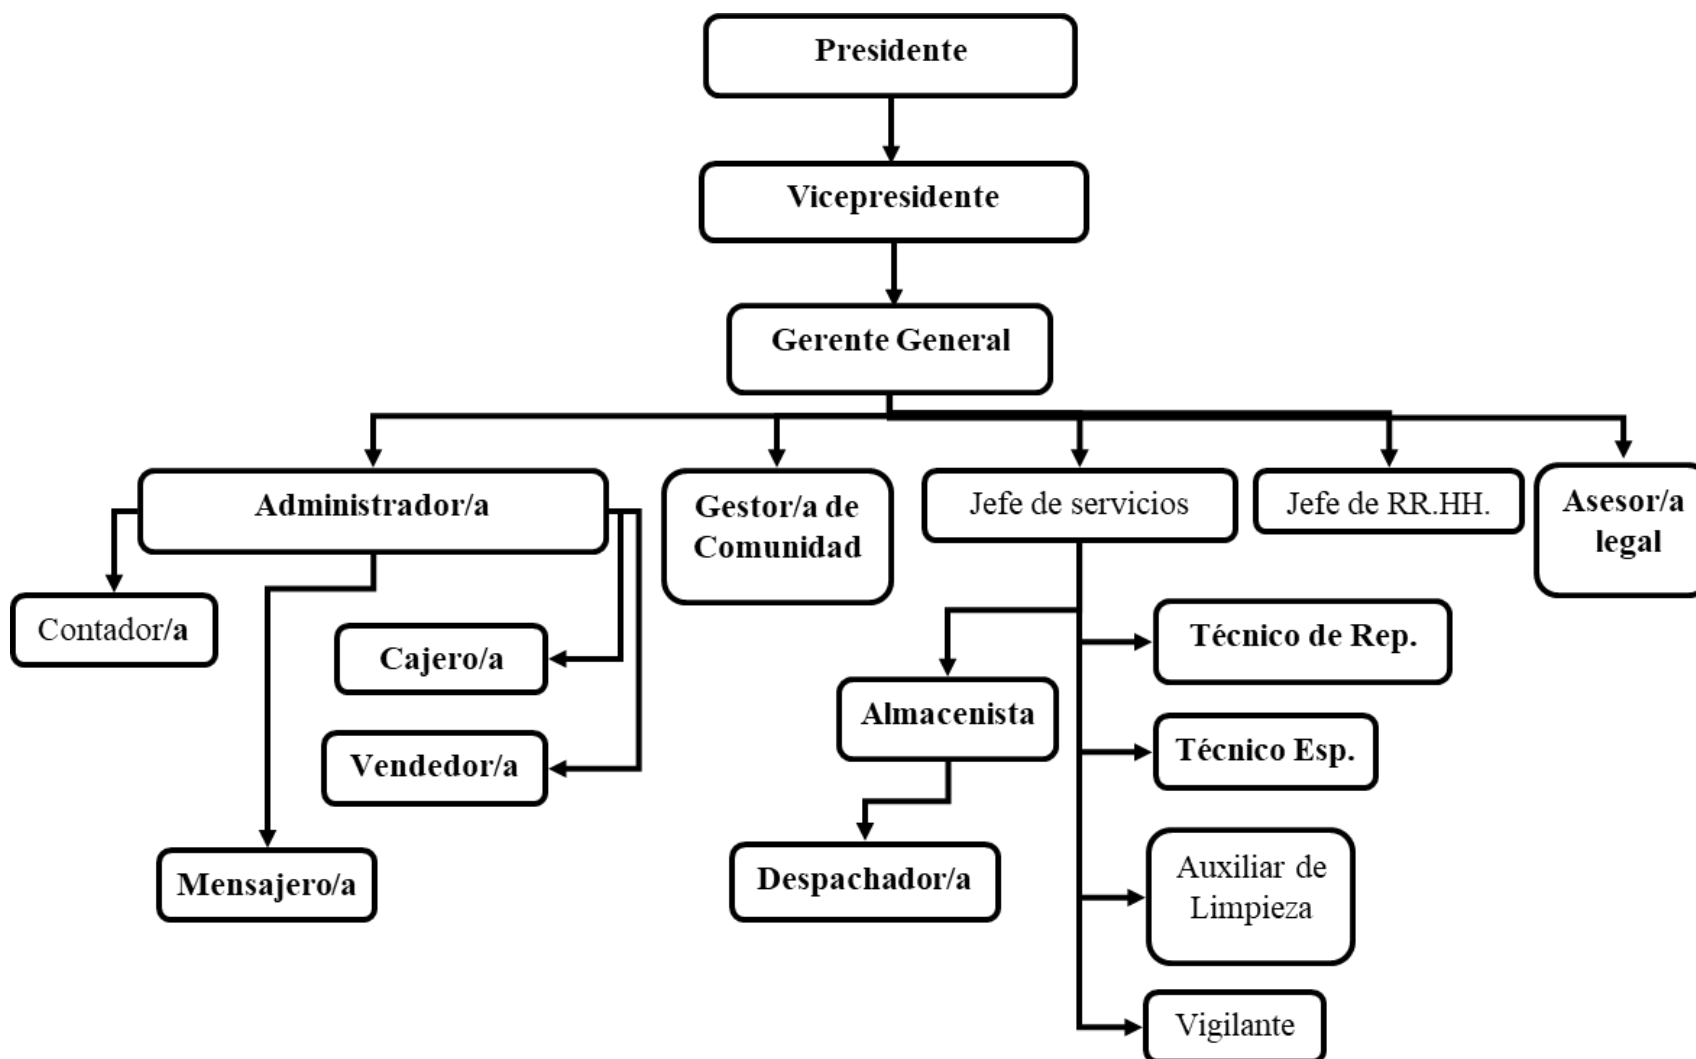 Presidente
Vicepresidente
Gerente General
Administrador/a
Gestor/a de
Comunidad
Jefe de servicios
Jefe de RR.HH.
Asesor/a
legal
Contador/a
Cajero/a
Vendedor/a
Mensajero/a
Almacenista
Despachador/a
Técnico de Rep.
Técnico Esp.
Auxiliar de
Limpieza
Vigilante